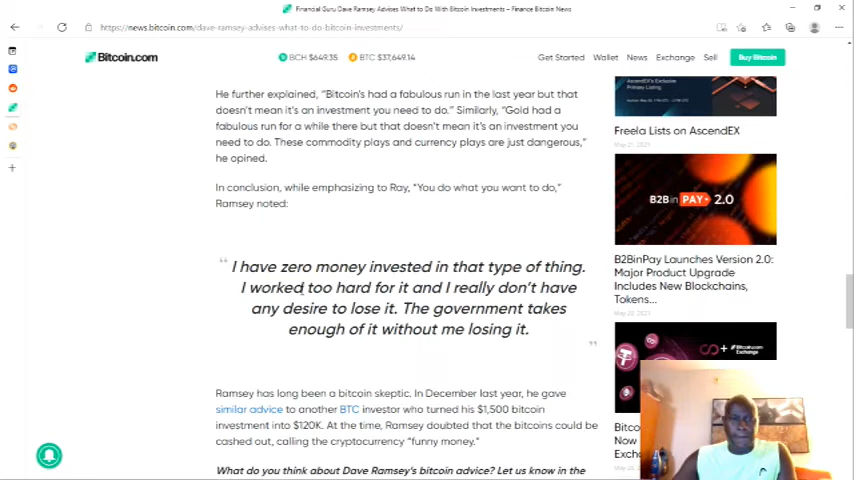 Financial Guru Dave Ramsey Advises What to Do With Bitcoin Investments – Finance Bitcoin News
https://news.bitcoin.com/dave-ramsey-advises-what-to-do-bitcoin-investments/
Bitcoin.com
BCH $649.35
BTC $37,649.14
Get Started
Wallet
News
Exchange
Sell
Buy Bitcoin
He further explained, “Bitcoin's had a fabulous run in the last year but that
doesn't mean it's an investment you need to do.” Similarly, “Gold had a
fabulous run for a while there but that doesn't mean it's an investment you
need to do. These commodity plays and currency plays are just dangerous,”
he opined.
In conclusion, while emphasizing to Ray, “You do what you want to do,”
Ramsey noted:
“ I have zero money invested in that type of thing.
I worked too hard for it and I really don't have
any desire to lose it. The government takes
enough of it without me losing it. ”
Ramsey has long been a bitcoin skeptic. In December last year, he gave
similar advice to another BTC investor who turned his $1,500 bitcoin
investment into $120K. At the time, Ramsey doubted that the bitcoins could be
cashed out, calling the cryptocurrency “funny money.”
What do you think about Dave Ramsey's bitcoin advice? Let us know in the
AscendEX's Exclusive
Primary Listing
Freela Lists on AscendEX
May 21, 2021
B2BinPAY 2.0
B2BinPay Launches Version 2.0:
Major Product Upgrade
Includes New Blockchains,
Tokens...
May 20, 2021
Bitcoin.com
Exchange
Bitco
Now
Exc